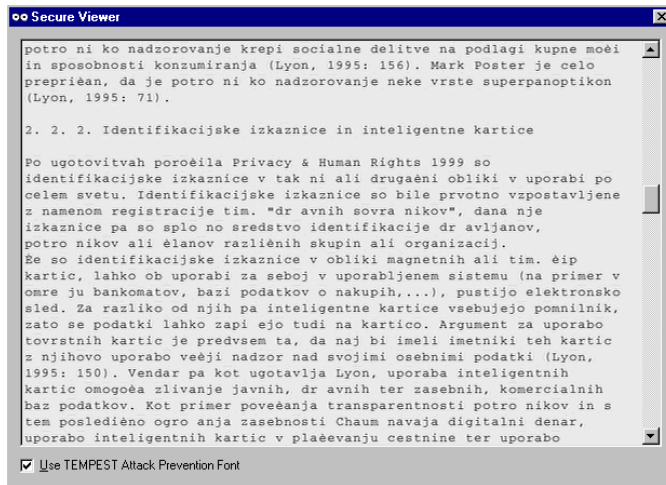 Secure Viewer
potro ni ko nadzorovanje krepi socialne delitve na podlagi kupne moèi
in sposobnosti konzumiranja (Lyon, 1995: 156). Mark Poster je celo
preprièan, da je potro ni ko nadzorovanje neke vrste superpanoptikon
(Lyon, 1995: 71).
2. 2. 2. Identifikacijske izkaznice in inteligentne kartice
Po ugotovitvah poroèila Privacy & Human Rights 1999 so
identifikacijske izkaznice v tak ni ali drugaèni obliki v uporabi po
celem svetu. Identifikacijske izkaznice so bile prvotno vzpostavljene
z namenom registracije tim. "dr avnih sovra nikov", dana nje
izkaznice pa so splo no sredstvo identifikacije dr avljanov,
potro nikov ali èlanov razliènih skupin ali organizacij.
Èe so identifikacijske izkaznice v obliki magnetnih ali tim. èip
kartic, lahko ob uporabi za seboj v uporabljenem sistemu (na primer v
omre ju bankomatov, bazi podatkov o nakupih,...), pustijo elektronsko
sled. Za razliko od njih pa inteligentne kartice vsebujejo pomnilnik,
zato se podatki lahko zapi ejo tudi na kartico. Argument za uporabo
tovrstnih kartic je predvsem ta, da naj bi imeli imetniki teh kartic
z njihovo uporabo veèji nadzor nad svojimi osebnimi podatki (Lyon,
1995: 150). Vendar pa kot ugotavlja Lyon, uporaba inteligentnih
kartic omogoèa zlivanje javnih, dr avnih ter zasebnih, komercialnih
baz podatkov. Kot primer poveèanja transparentnosti potro nikov in s
tem posledièno ogro anja zasebnosti Chaum navaja digitalni denar,
uporabo inteligentnih kartic v plaèevanju cestnine ter uporabo
Use TEMPEST Attack Prevention Font